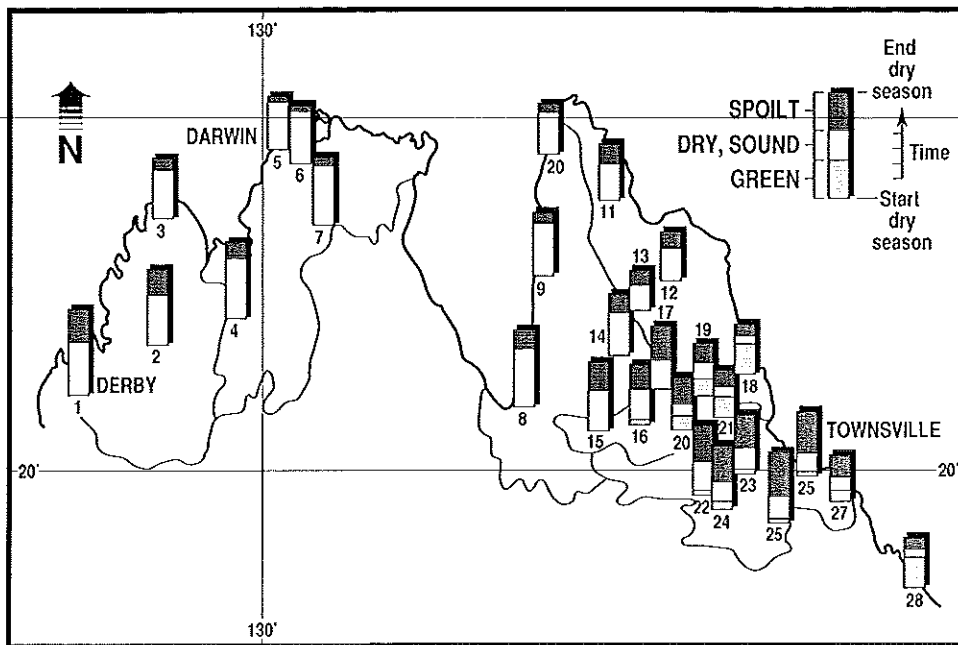 130'
N
DARWIN
5
6
7
3
4
2
1
DERBY
20
11
9
13
12
14
17
19
18
8
15
16
20
21
22
24
23
25
25
27
28
TOWNSVILLE
20'
20'
130'
End
dry
season
SPOILT
DRY, SOUND
GREEN
Time
Start
dry
season